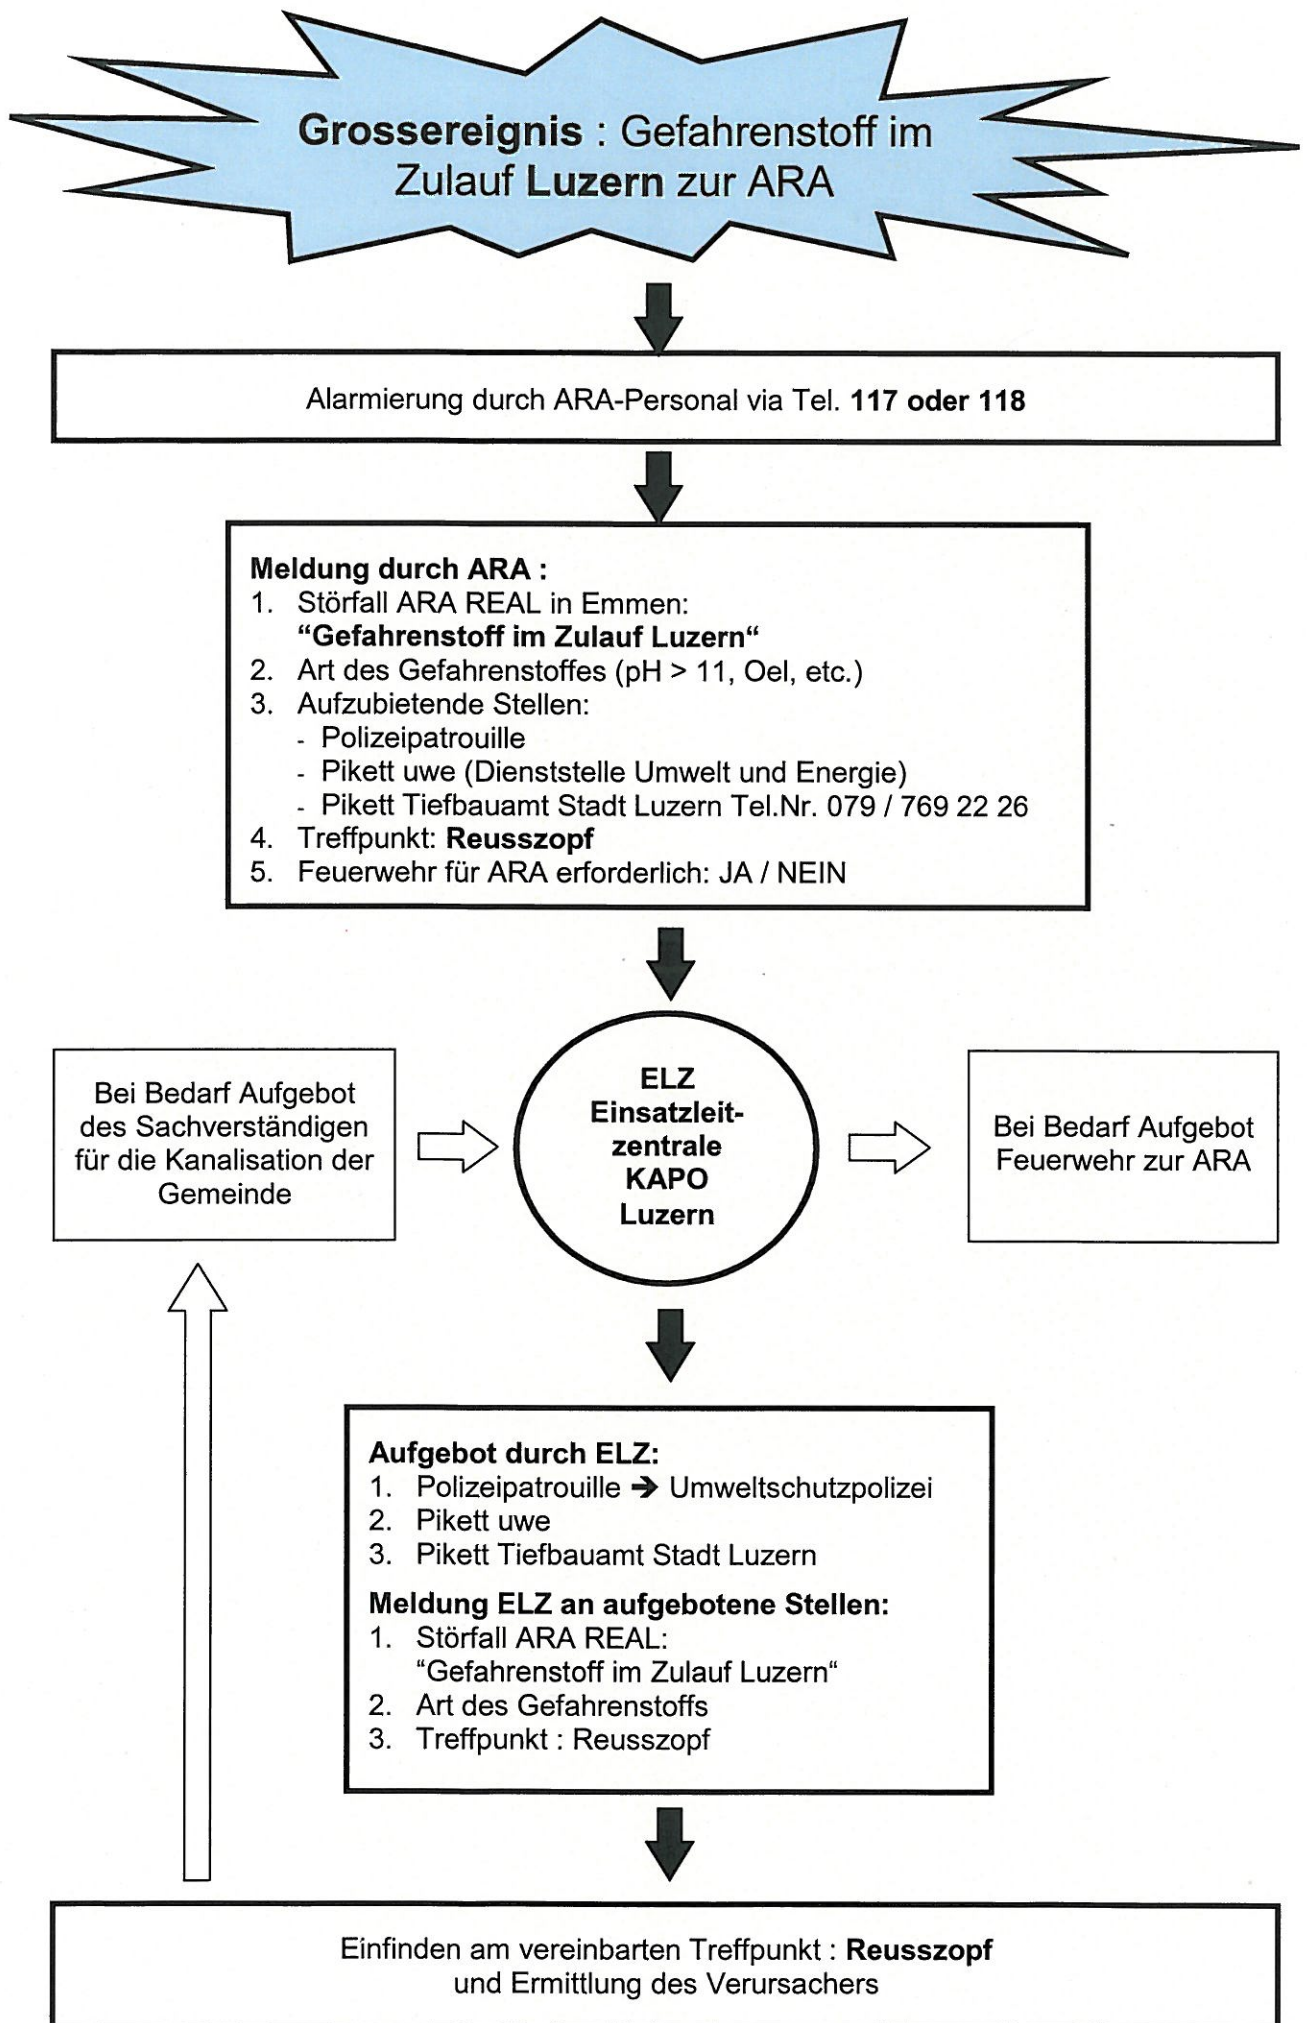 Grossereignis : Gefahrenstoff im
Zulauf Luzern zur ARA
Alarmierung durch ARA-Personal via Tel. 117 oder 118
Meldung durch ARA :
1. Störfall ARA REAL in Emmen:
“Gefahrenstoff im Zulauf Luzern“
2. Art des Gefahrenstoffes (pH > 11, Oel, etc.)
3. Aufzubietende Stellen:
- Polizeipatrouille
- Pikett uwe (Dienststelle Umwelt und Energie)
- Pikett Tiefbauamt Stadt Luzern Tel.Nr. 079 / 769 22 26
4. Treffpunkt: Reusszopf
5. Feuerwehr für ARA erforderlich: JA / NEIN
Bei Bedarf Aufgebot
des Sachverständigen
für die Kanalisation der
Gemeinde
ELZ
Einsatzleit-
zentrale
KAPO
Luzern
Bei Bedarf Aufgebot
Feuerwehr zur ARA
Aufgebot durch ELZ:
1. Polizeipatrouille ➔ Umweltschutzpolizei
2. Pikett uwe
3. Pikett Tiefbauamt Stadt Luzern
Meldung ELZ an aufgebotene Stellen:
1. Störfall ARA REAL:
“Gefahrenstoff im Zulauf Luzern“
2. Art des Gefahrenstoffs
3. Treffpunkt : Reusszopf
Einfinden am vereinbarten Treffpunkt : Reusszopf
und Ermittlung des Verursachers